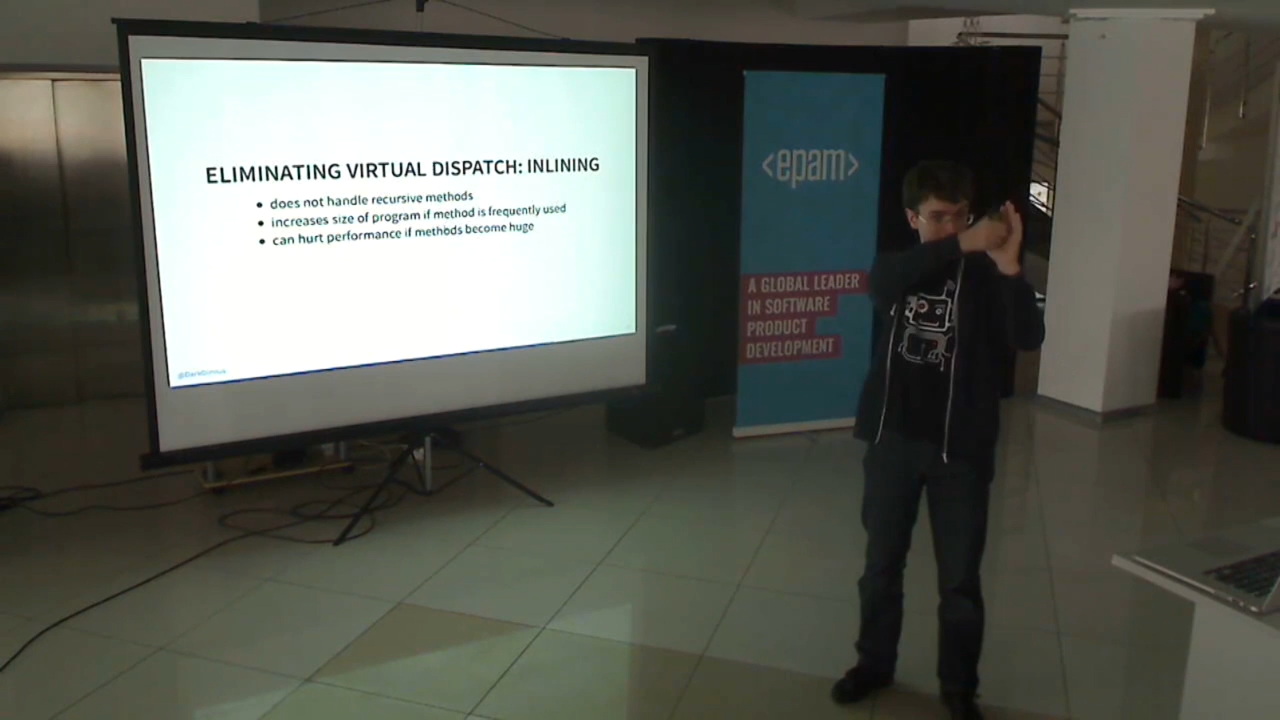 ELIMINATING VIRTUAL DISPATCH: INLINING
• does not handle recursive methods
• increases size of program if method is frequently used
• can hurt performance if methods become huge
@DarkDimius
<epam>
A GLOBAL LEADER
IN SOFTWARE
PRODUCT
DEVELOPMENT